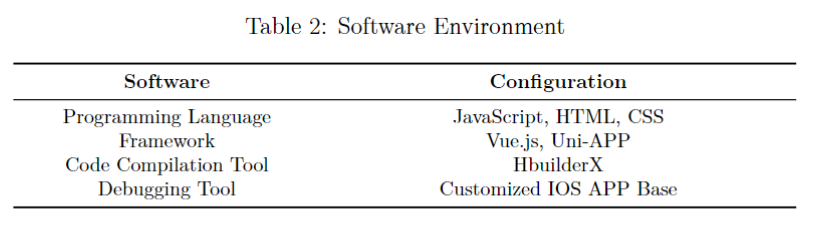 Table 2: Software Environment
Software Configuration
Programming Language JavaScript, HTML, CSS
Framework Vue.js, Uni-APP
Code Compilation Tool HbuilderX
Debugging Tool Customized IOS APP Base